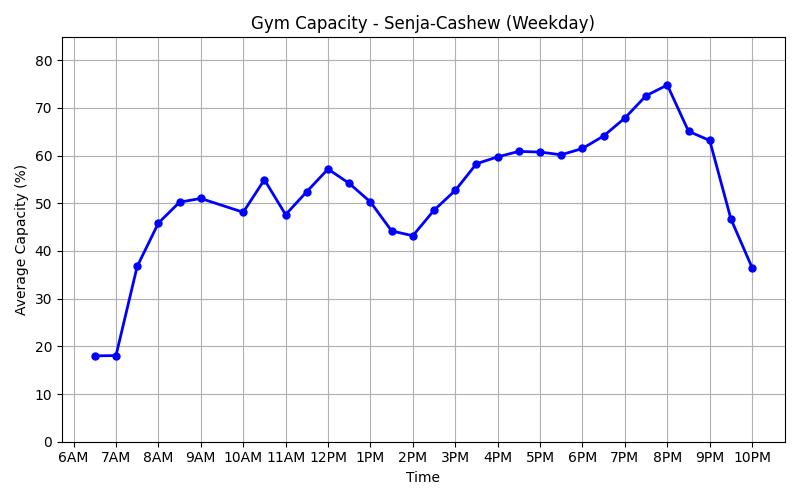 Gym Capacity - Senja-Cashew (Weekday)
Average Capacity (%)
80
70
60
50
40
30
20
10
0
6AM 7AM 8AM 9AM 10AM 11AM 12PM 1PM 2PM 3PM 4PM 5PM 6PM 7PM 8PM 9PM 10PM
Time